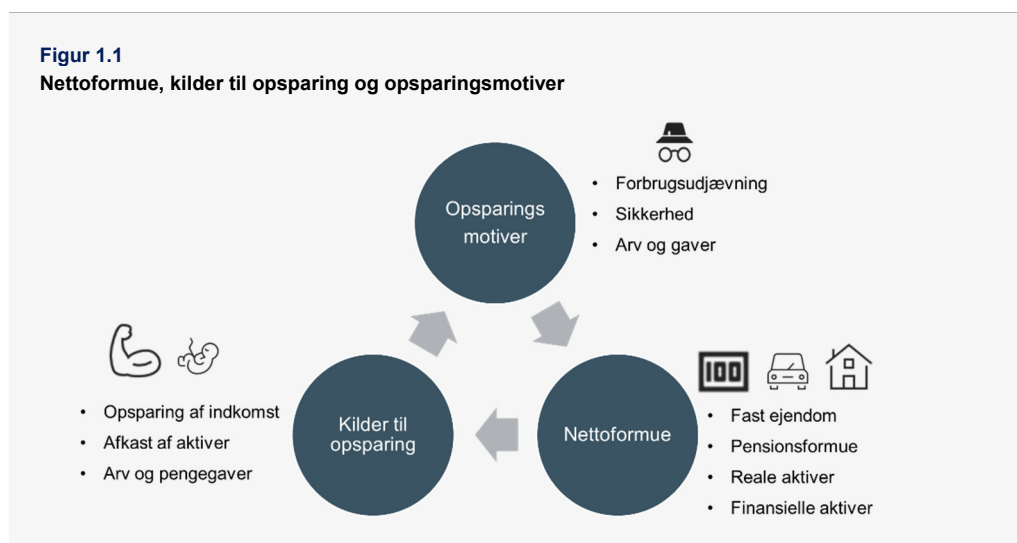 Figur 1.1
Nettoformue, kilder til opsparing og opsparingsmotiver
Opsparings
motiver
• Forbrugsudjævning
• Sikkerhed
• Arv og gaver
Kilder til
opsparing
• Opsparing af indkomst
• Afkast af aktiver
• Arv og pengegaver
Nettoformue
100
• Fast ejendom
• Pensionsformue
• Reale aktiver
• Finansielle aktiver